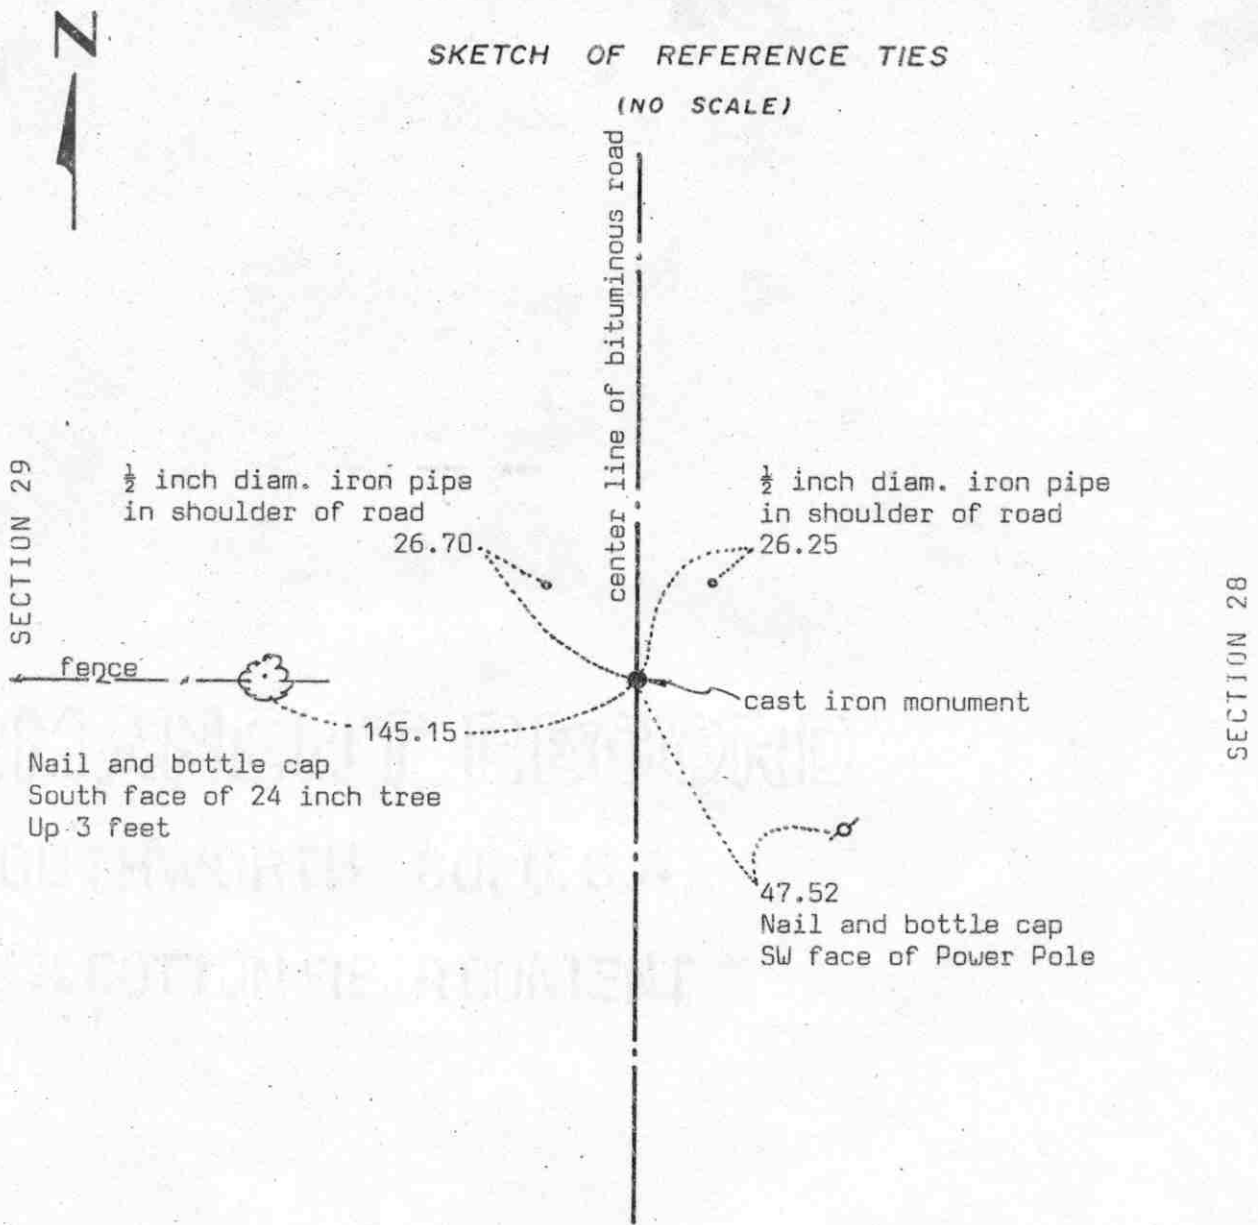 N
SKETCH OF REFERENCE TIES
(NO SCALE)
center line of bituminous road
SECTION 29
½ inch diam. iron pipe
in shoulder of road
26.70
½ inch diam. iron pipe
in shoulder of road
26.25
SECTION 28
fence
cast iron monument
145.15
Nail and bottle cap
South face of 24 inch tree
Up 3 feet
47.52
Nail and bottle cap
SW face of Power Pole